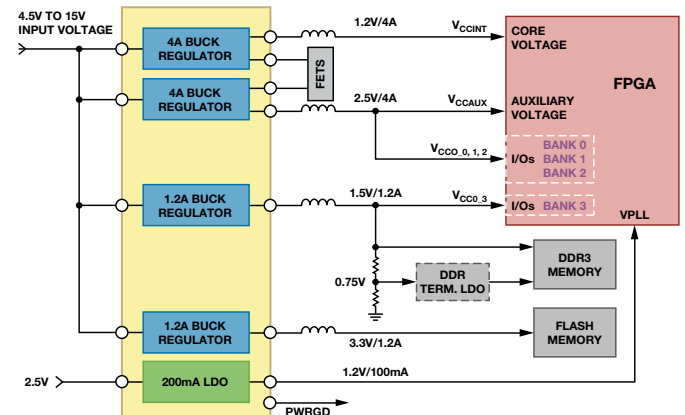 4.5V TO 15V
INPUT VOLTAGE
4A BUCK
REGULATOR
1.2V/4A
VCCINT
CORE
VOLTAGE
FPGA
FETS
4A BUCK
REGULATOR
2.5V/4A
VCCAUX
AUXILIARY
VOLTAGE
VCCO_0, 1, 2
I/Os
BANK 0
BANK 1
BANK 2
1.2A BUCK
REGULATOR
1.5V/1.2A
VCC0_3
I/Os BANK 3
VPLL
0.75V
DDR
TERM. LDO
DDR3
MEMORY
1.2A BUCK
REGULATOR
3.3V/1.2A
FLASH
MEMORY
2.5V
200mA LDO
1.2V/100mA
PWRGD